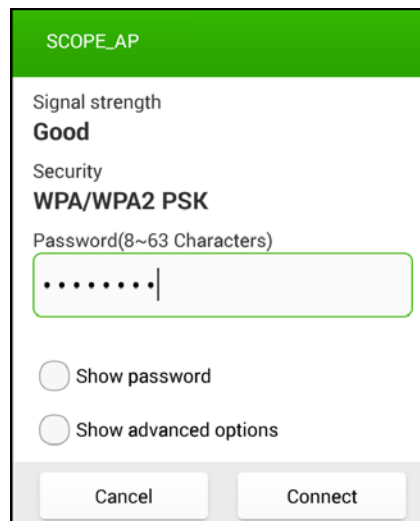 SCOPE_AP
Signal strength
Good
Security
WPA/WPA2 PSK
Password(8~63 Characters)
••••••••
Show password
Show advanced options
Cancel
Connect